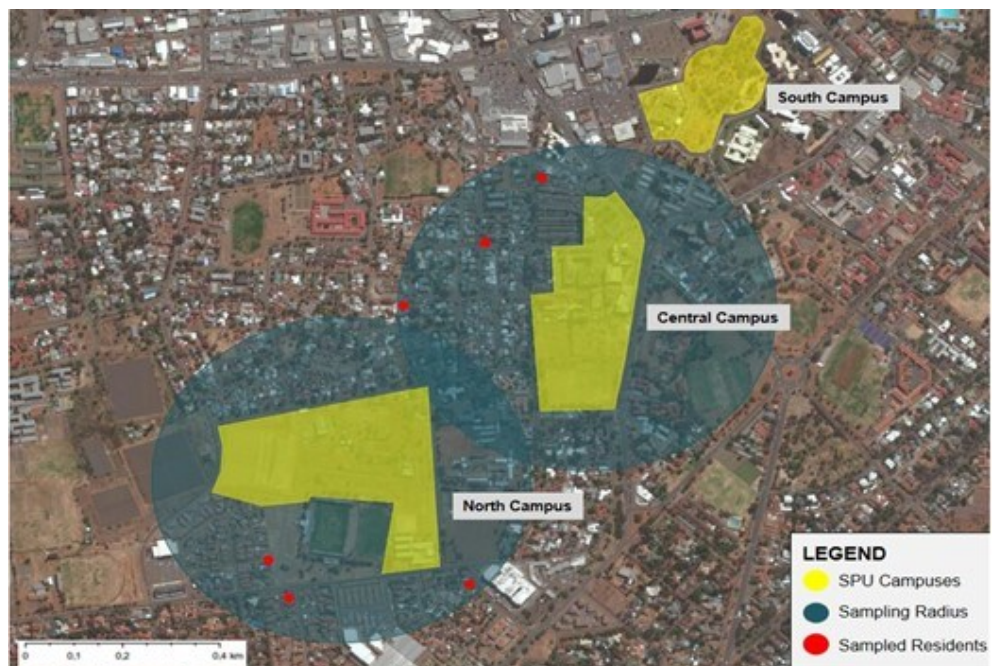 South Campus
Central Campus
North Campus
LEGEND
SPU Campuses
Sampling Radius
Sampled Residents
0 0,1 0,2 0,4 km